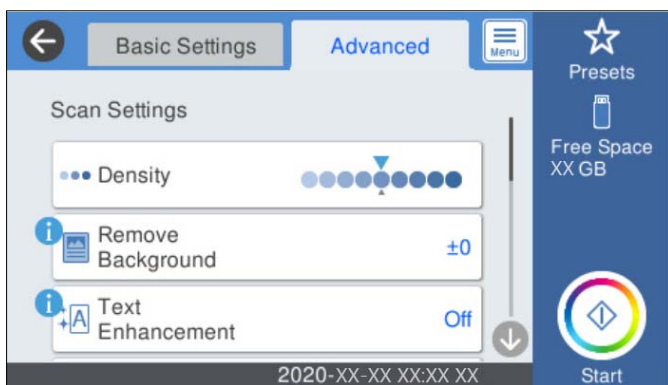 Basic Settings
Advanced
Menu
Presets
Free Space
XX GB
Scan Settings
Density
Remove
Background
±0
Text
Enhancement
Off
A
2020-XX-XX XX:XX XX
Start